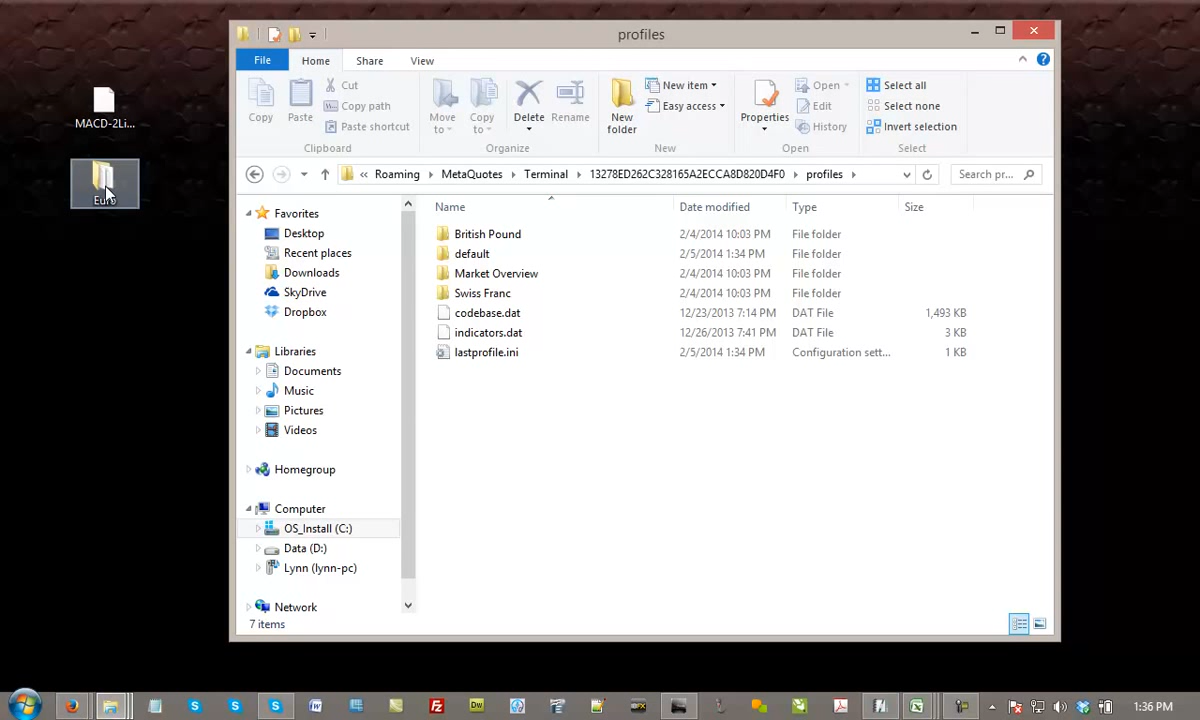 profiles
File
Home
Share
View
Copy
Paste
Cut
Copy path
Paste shortcut
Clipboard
Move to
Copy to
Delete
Rename
Organize
New folder
New item
Easy access
New
Properties
Open
Edit
History
Open
Select all
Select none
Invert selection
Select
« Roaming MetaQuotes Terminal 13278ED262C328165A2ECCA8D820D4F0 profiles
Search pr...
MACD-2Li...
Euro
Favorites
Desktop
Recent places
Downloads
SkyDrive
Dropbox
Libraries
Documents
Music
Pictures
Videos
Homegroup
Computer
OS_Install (C:)
Data (D:)
Lynn (lynn-pc)
Network
Name Date modified Type Size
British Pound 2/4/2014 10:03 PM File folder
default 2/5/2014 1:34 PM File folder
Market Overview 2/4/2014 10:03 PM File folder
Swiss Franc 2/4/2014 10:03 PM File folder
codebase.dat 12/23/2013 7:14 PM DAT File 1,493 KB
indicators.dat 12/26/2013 7:41 PM DAT File 3 KB
lastprofile.ini 2/5/2014 1:34 PM Configuration sett... 1 KB
7 items
1:36 PM